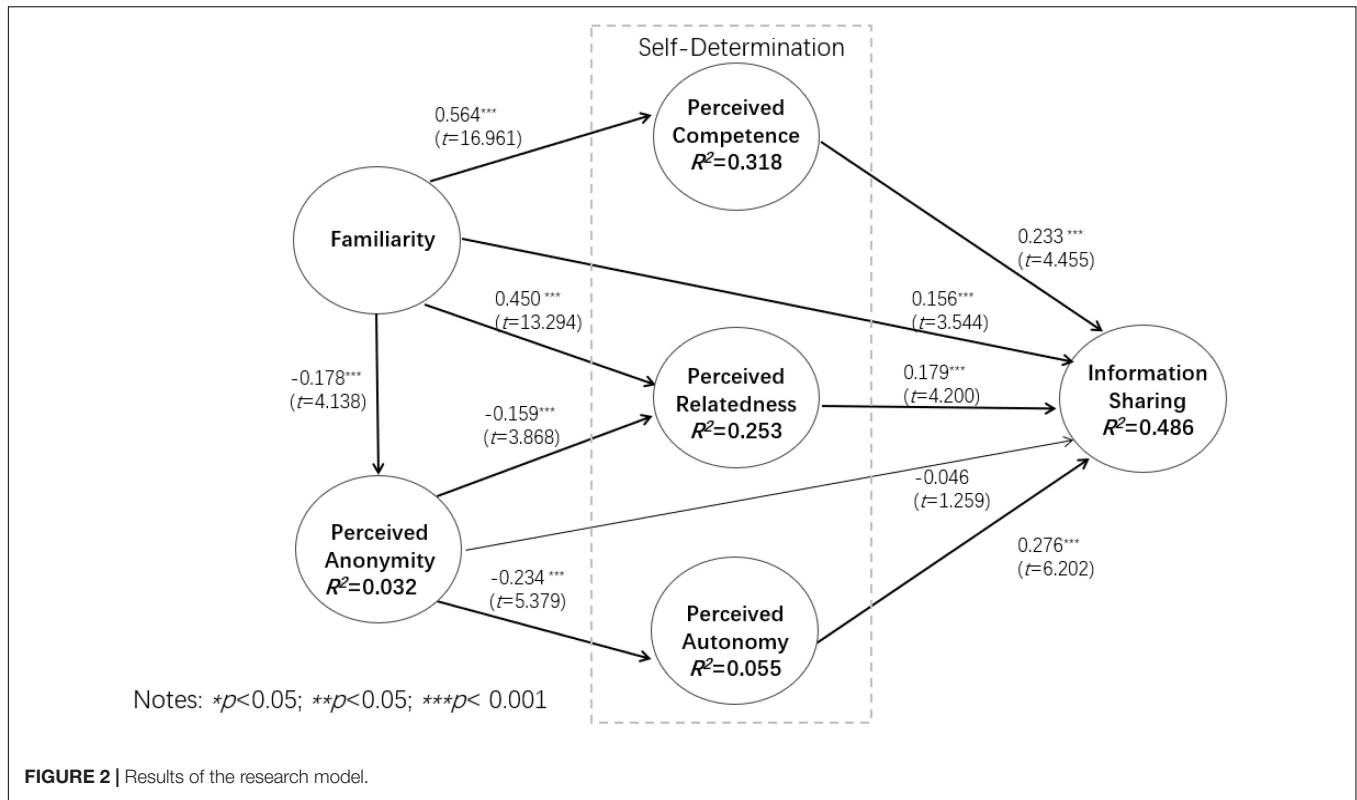 Self-Determination
0.564***
(t=16.961)
Perceived
Competence
R²=0.318
Familiarity
0.233 ***
(t=4.455)
0.450 ***
(t=13.294)
0.156***
(t=3.544)
-0.178***
(t=4.138)
-0.159***
(t=3.868)
Perceived
Relatedness
R²=0.253
0.179***
(t=4.200)
Information
Sharing
R²=0.486
-0.046
(t=1.259)
Perceived
Anonymity
R²=0.032
-0.234 ***
(t=5.379)
0.276***
(t=6.202)
Perceived
Autonomy
R²=0.055
Notes: *p<0.05; **p<0.05; ***p< 0.001
FIGURE 2 | Results of the research model.